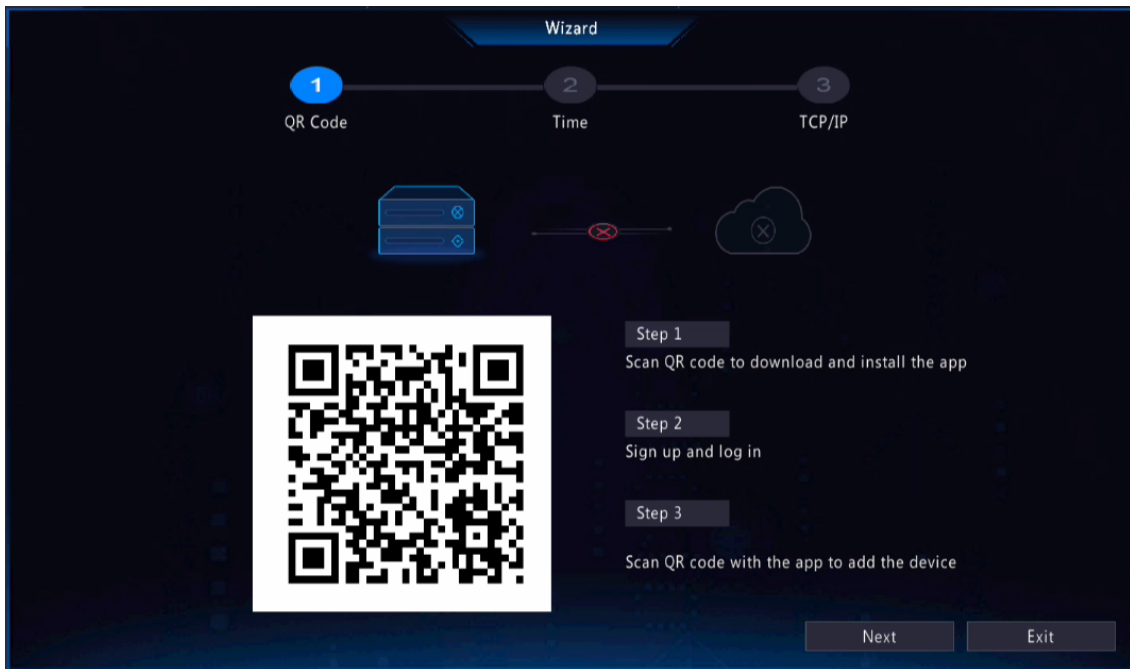 Wizard
1
2
3
QR Code
Time
TCP/IP
Step 1
Scan QR code to download and install the app
Step 2
Sign up and log in
Step 3
Scan QR code with the app to add the device
Next
Exit